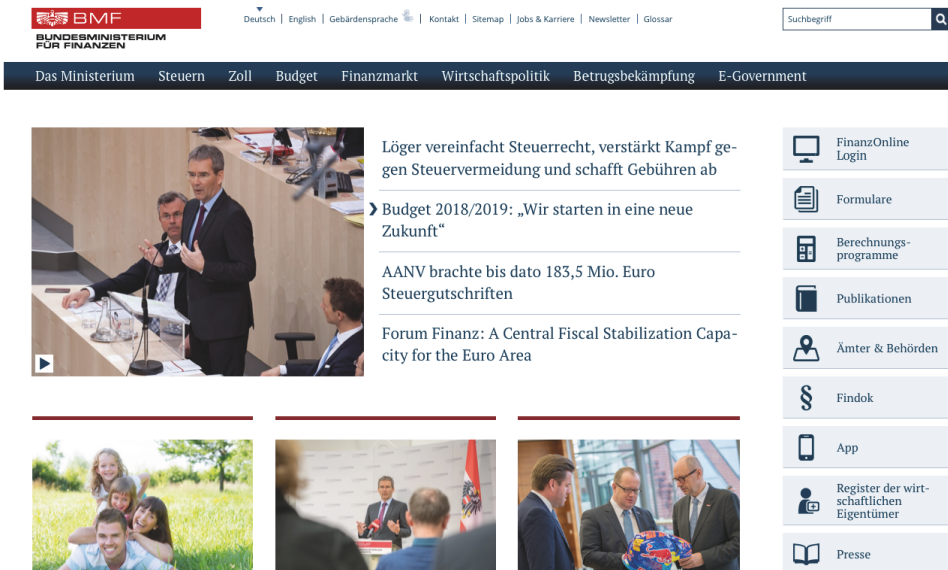 BMF
BUNDESMINISTERIUM
FÜR FINANZEN
Deutsch | English | Gebärdensprache | Kontakt | Sitemap | Jobs & Karriere | Newsletter | Glossar
Suchbegriff
Das Ministerium Steuern Zoll Budget Finanzmarkt Wirtschaftspolitik Betrugsbekämpfung E-Government
Löger vereinfacht Steuerrecht, verstärkt Kampf ge-
gen Steuervermeidung und schafft Gebühren ab
Budget 2018/2019: „Wir starten in eine neue
Zukunft“
AANV brachte bis dato 183,5 Mio. Euro
Steuergutschriften
Forum Finanz: A Central Fiscal Stabilization Capa-
city for the Euro Area
FinanzOnline
Login
Formulare
Berechnungs-
programme
Publikationen
Ämter & Behörden
§ Findok
App
Register der wirt-
schaftlichen
Eigentümer
Presse